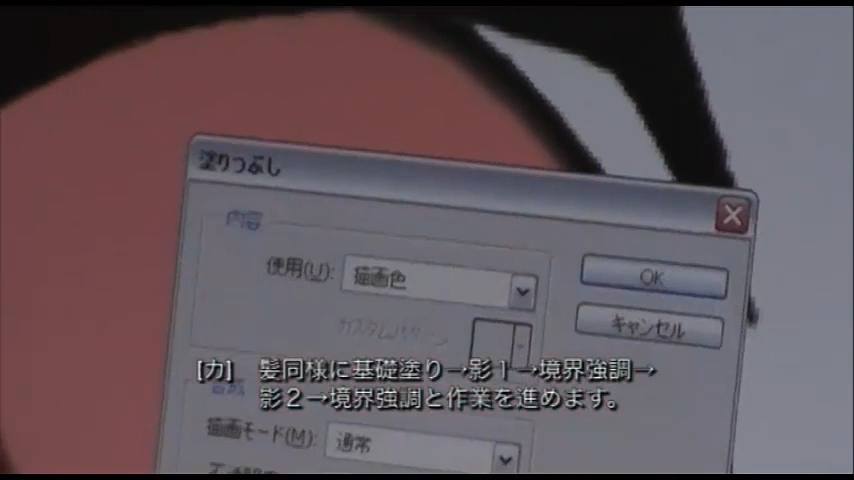 塗りつぶし
内容
使用(U):
描画色
OK
カスタムパターン
キャンセル
[カ] 髪同様に基礎塗り→影１→境界強調→
影２→境界強調と作業を進めます。
合成
描画モード(M):
通常